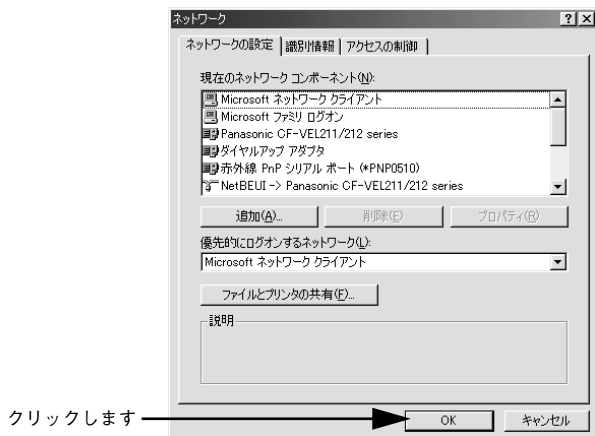 ネットワーク
ネットワークの設定 識別情報 アクセスの制御
現在のネットワーク コンポーネント(N):
Microsoft ネットワーク クライアント
Microsoft ファミリ ログオン
Panasonic CF-VEL211/212 series
ダイヤルアップ アダプタ
赤外線 PnP シリアル ポート (*PNP0510)
NetBEUI -> Panasonic CF-VEL211/212 series
追加(A)... 削除(E) プロパティ(R)
優先的にログオンするネットワーク(L):
Microsoft ネットワーク クライアント
ファイルとプリンタの共有(F)...
説明
クリックします OK キャンセル